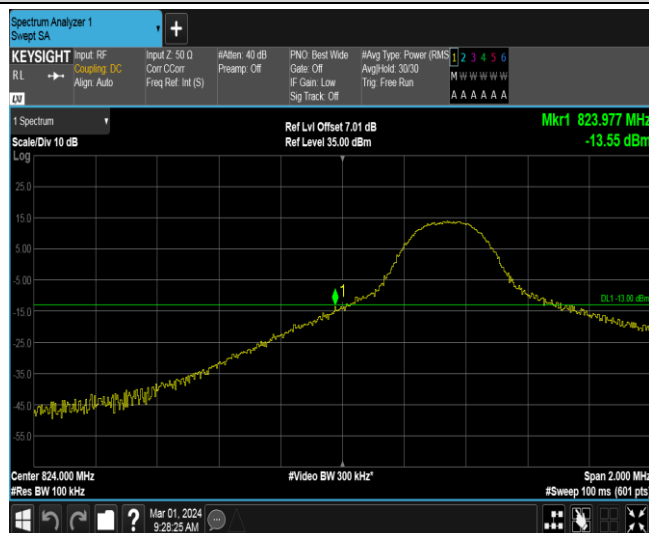 Spectrum Analyzer 1
Swept SA
+
KEYSIGHT
RL
LXI
Input: RF
Coupling: DC
Align: Auto
Input Z: 50 Ω
Corr CCorr
Freq Ref: Int (S)
#Atten: 40 dB
Preamp: Off
PNO: Best Wide
Gate: Off
IF Gain: Low
Sig Track: Off
#Avg Type: Power (RMS
Avg|Hold: 30/30
Trig: Free Run
1 2 3 4 5 6
M W W W W W
A A A A A A
1 Spectrum
Scale/Div 10 dB
Log
Ref Lvl Offset 7.01 dB
Ref Level 35.00 dBm
Mkr1 823.977 MHz
-13.55 dBm
25.0
15.0
5.00
-5.00
1
DL1 -13.00 dBm
-15.0
-25.0
-35.0
-45.0
-55.0
Center 824.000 MHz
#Res BW 100 kHz
#Video BW 300 kHz*
Span 2.000 MHz
#Sweep 100 ms (601 pts)
?
Mar 01, 2024
9:28:25 AM